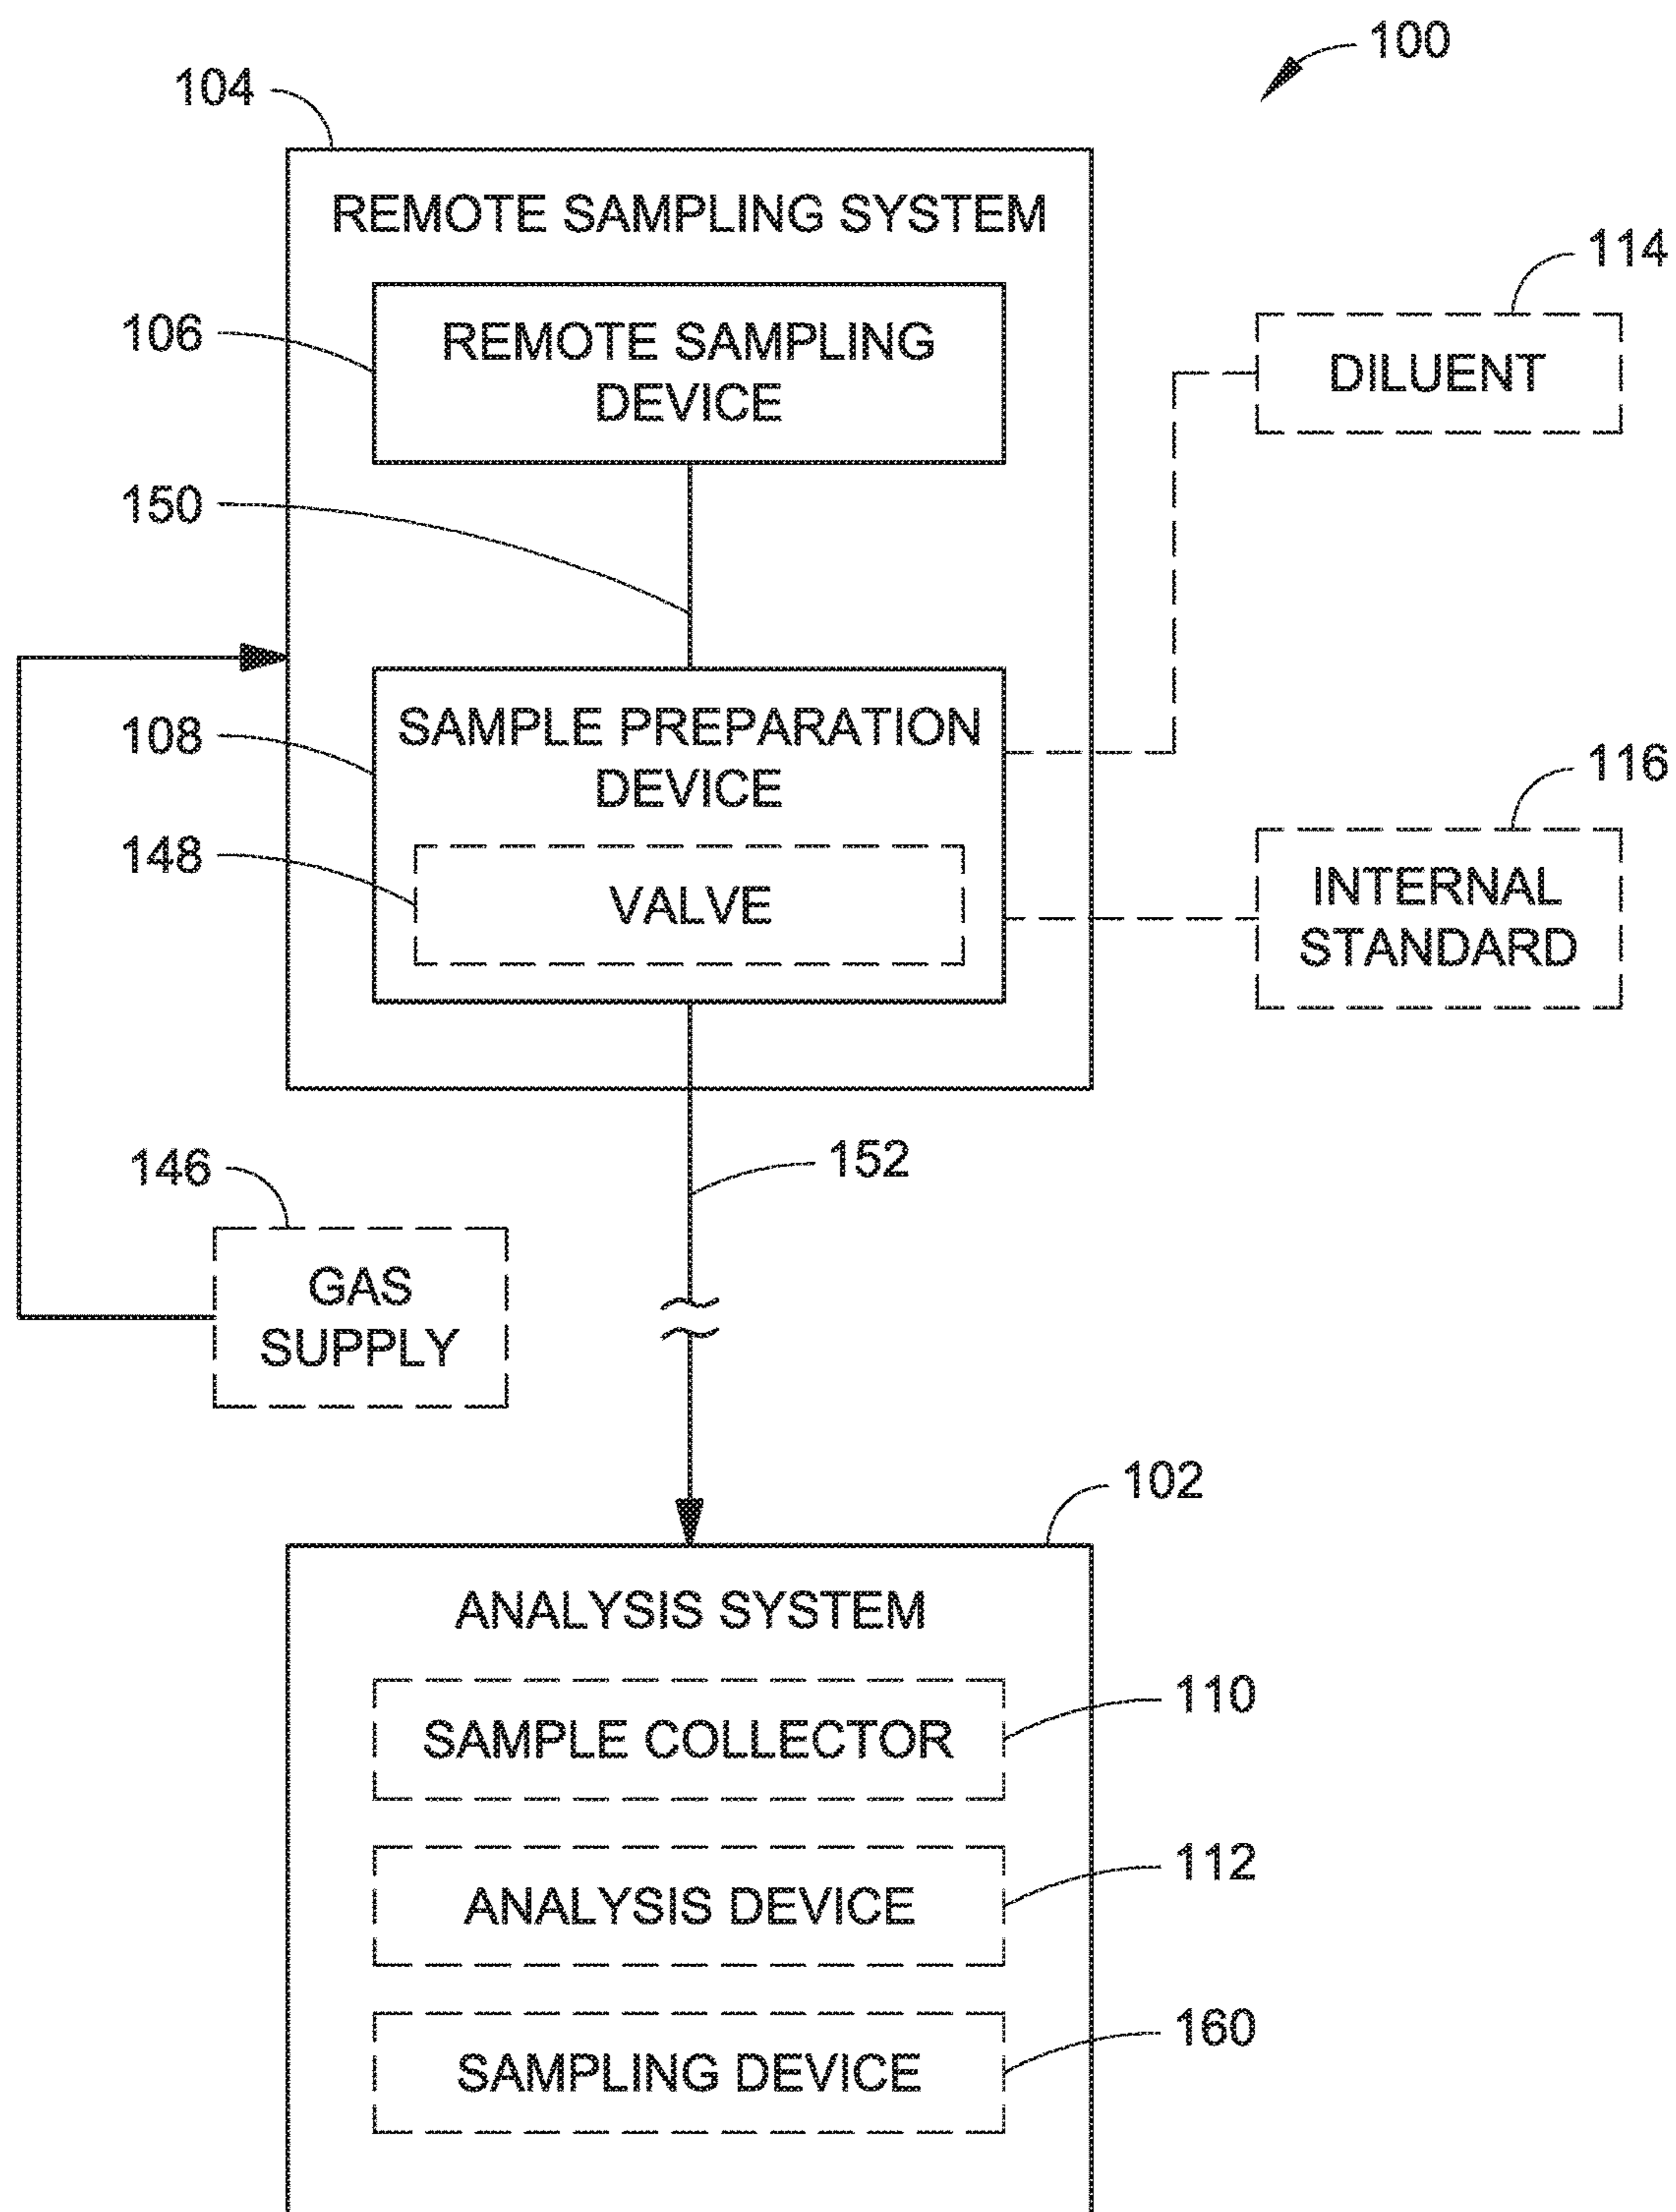 100
104
REMOTE SAMPLING SYSTEM
114
106
REMOTE SAMPLING
DEVICE
DILUENT
150
108
SAMPLE PREPARATION
DEVICE
116
148
VALVE
INTERNAL
STANDARD
146
152
GAS
SUPPLY
102
ANALYSIS SYSTEM
110
SAMPLE COLLECTOR
112
ANALYSIS DEVICE
160
SAMPLING DEVICE